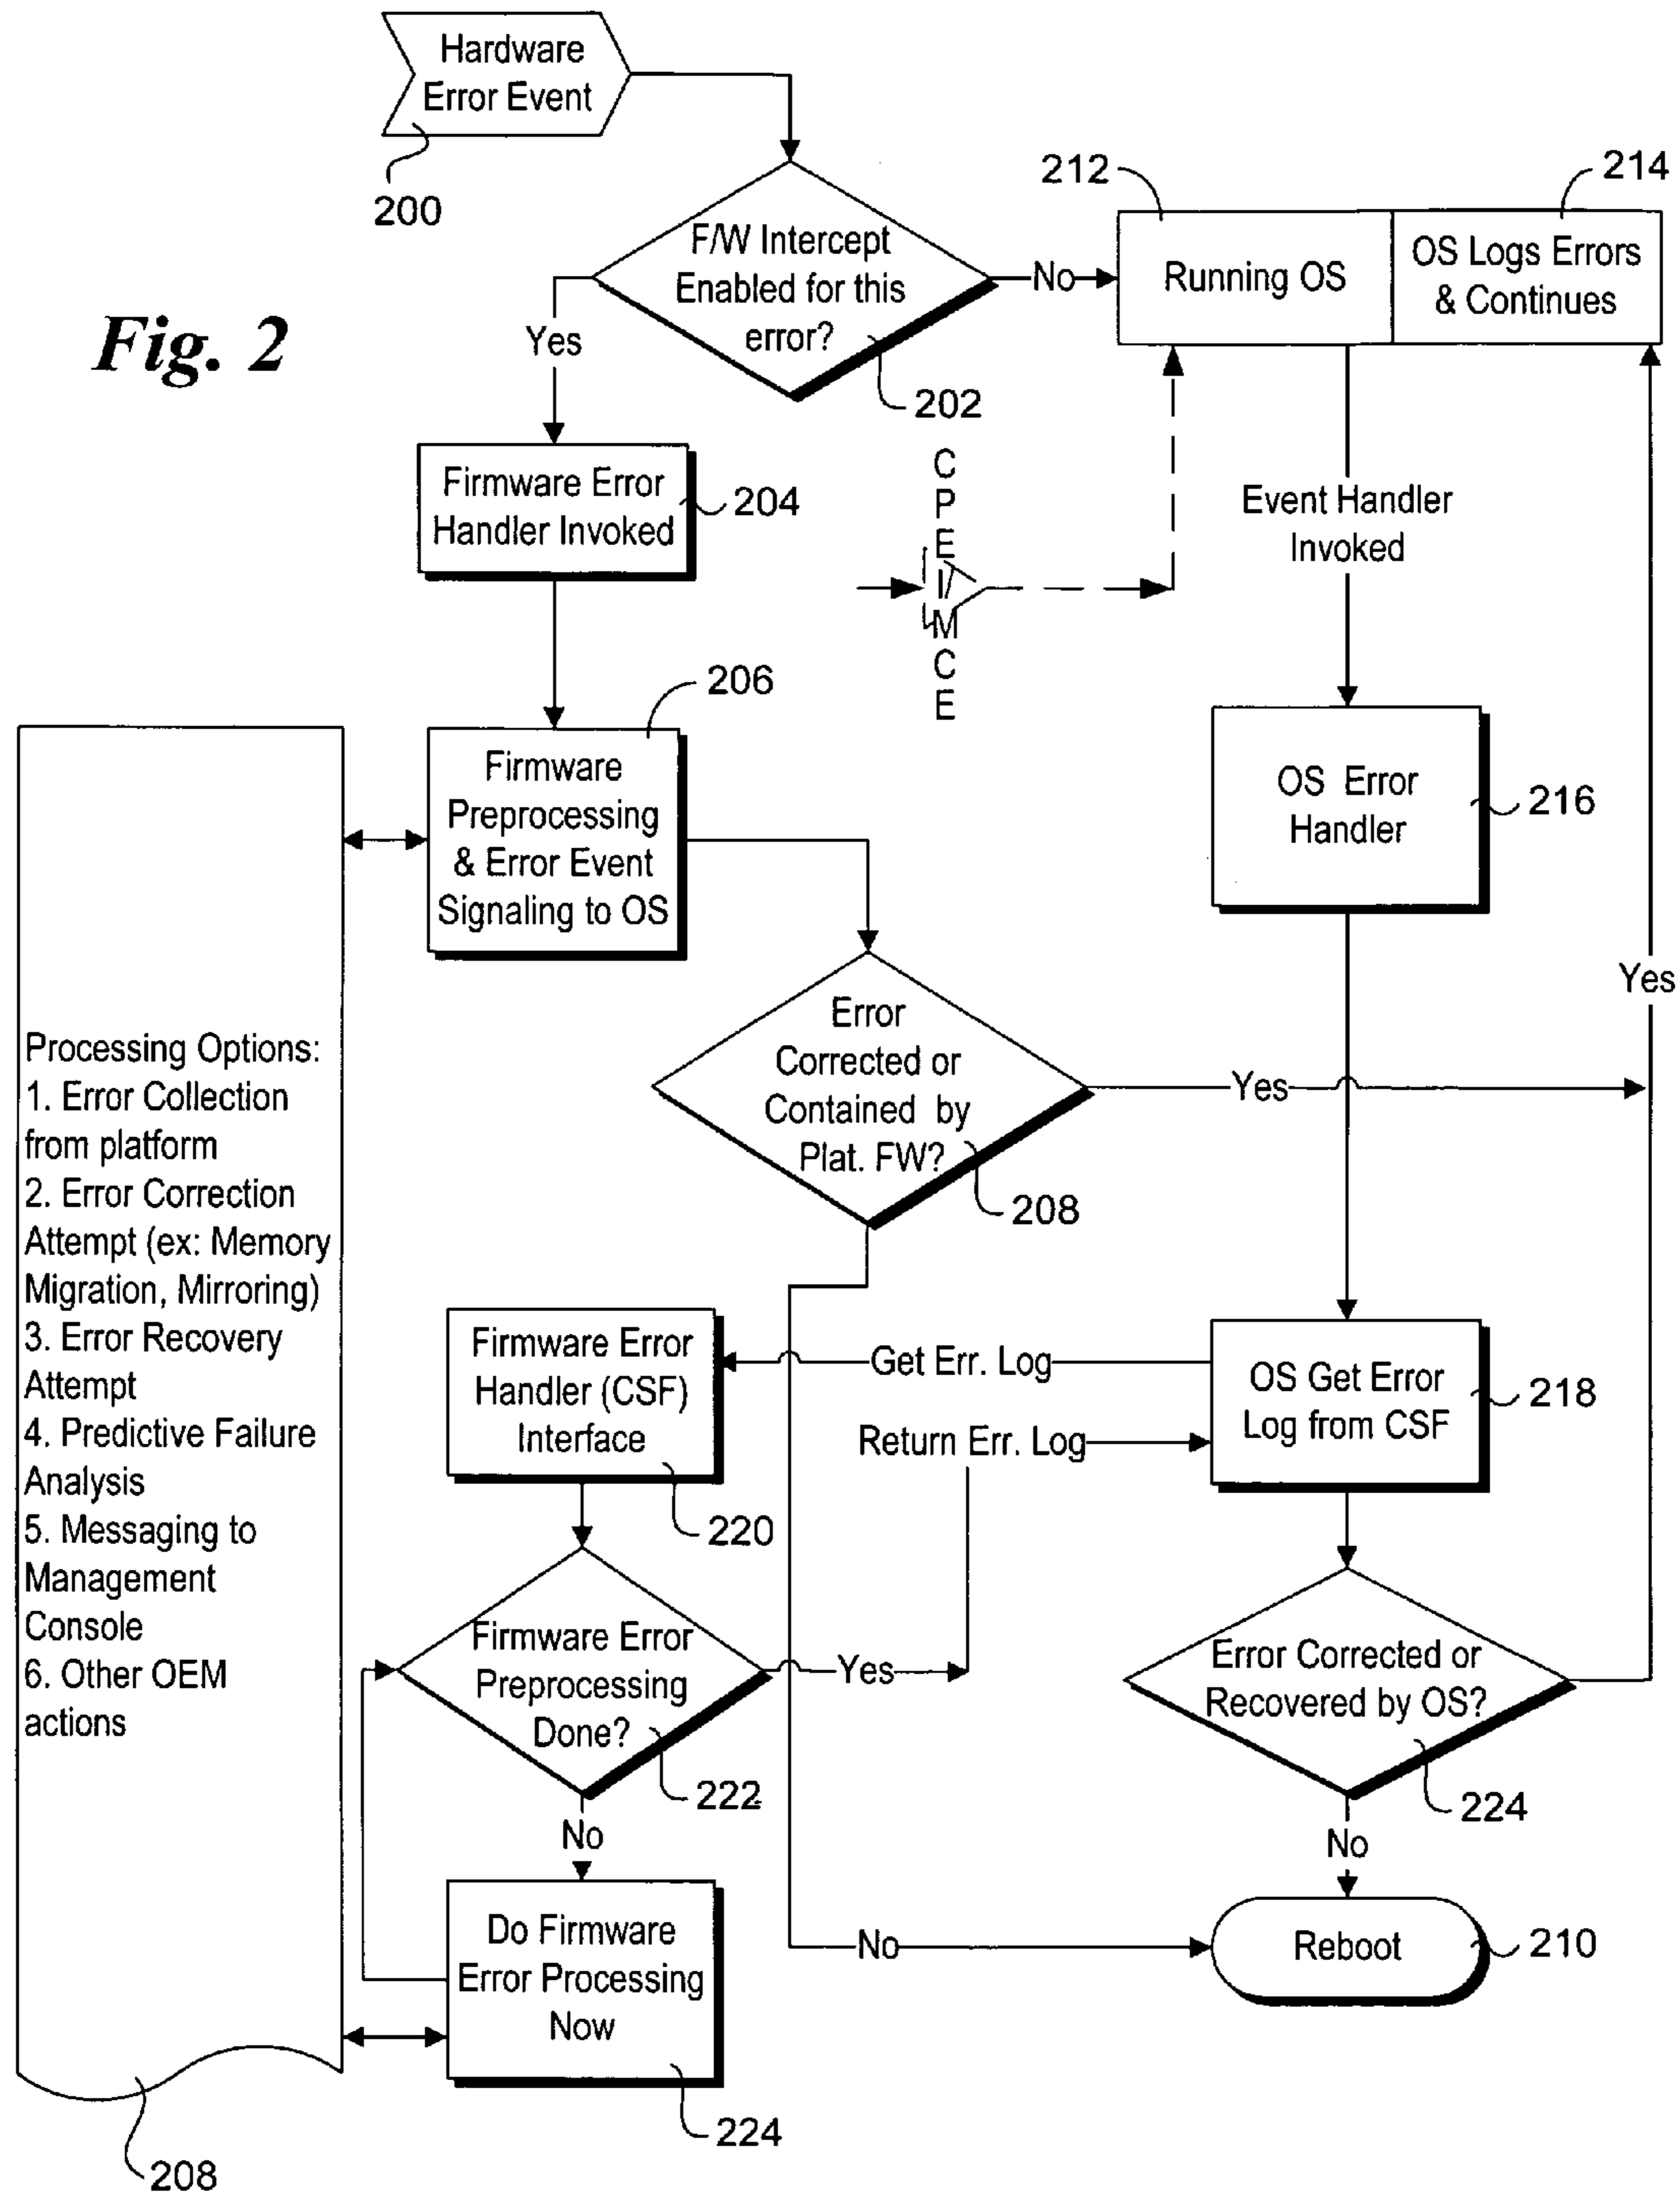 Hardware
Error Event
200
212
214
F/W Intercept
Enabled for this
error?
No
Running OS
OS Logs Errors
& Continues
Fig. 2
Yes
202
Firmware Error
Handler Invoked
204
C
P
E
I/
M
C
E
Event Handler
Invoked
206
Firmware
Preprocessing
& Error Event
Signaling to OS
OS Error
Handler
216
Yes
Error
Corrected or
Contained by
Plat. FW?
Yes
208
Processing Options:
1. Error Collection
from platform
2. Error Correction
Attempt (ex: Memory
Migration, Mirroring)
3. Error Recovery
Attempt
4. Predictive Failure
Analysis
5. Messaging to
Management
Console
6. Other OEM
actions
Firmware Error
Handler (CSF)
Interface
Get Err. Log
Return Err. Log
OS Get Error
Log from CSF
218
220
Firmware Error
Preprocessing
Done?
Yes
Error Corrected or
Recovered by OS?
222
224
No
No
Do Firmware
Error Processing
Now
No
Reboot
210
224
208